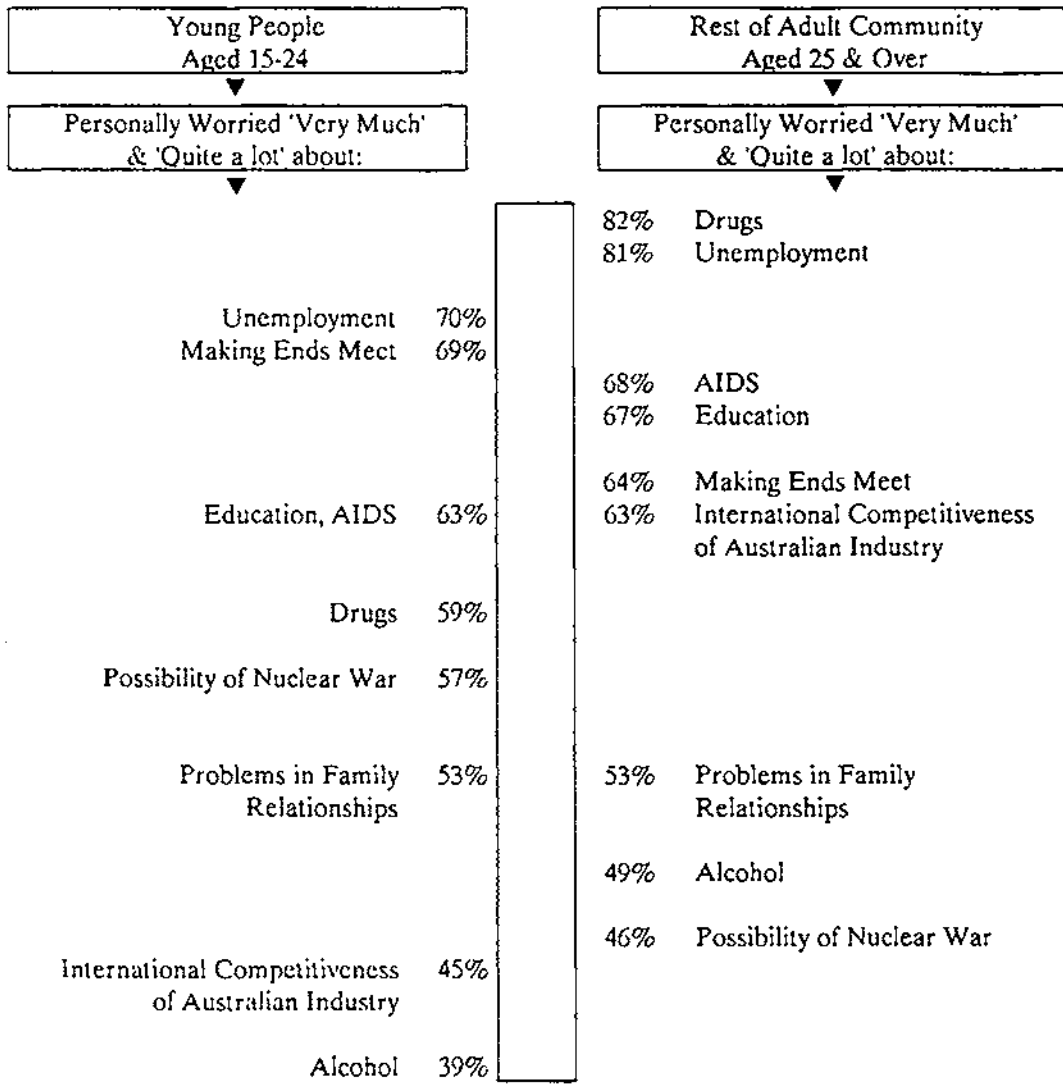 Young People
Aged 15-24
Personally Worried 'Very Much'
& 'Quite a lot' about:
Unemployment 70%
Making Ends Meet 69%
Education, AIDS 63%
Drugs 59%
Possibility of Nuclear War 57%
Problems in Family 53%
Relationships
International Competitiveness 45%
of Australian Industry
Alcohol 39%
Rest of Adult Community
Aged 25 & Over
Personally Worried 'Very Much'
& 'Quite a lot' about:
82% Drugs
81% Unemployment
68% AIDS
67% Education
64% Making Ends Meet
63% International Competitiveness
of Australian Industry
53% Problems in Family
Relationships
49% Alcohol
46% Possibility of Nuclear War